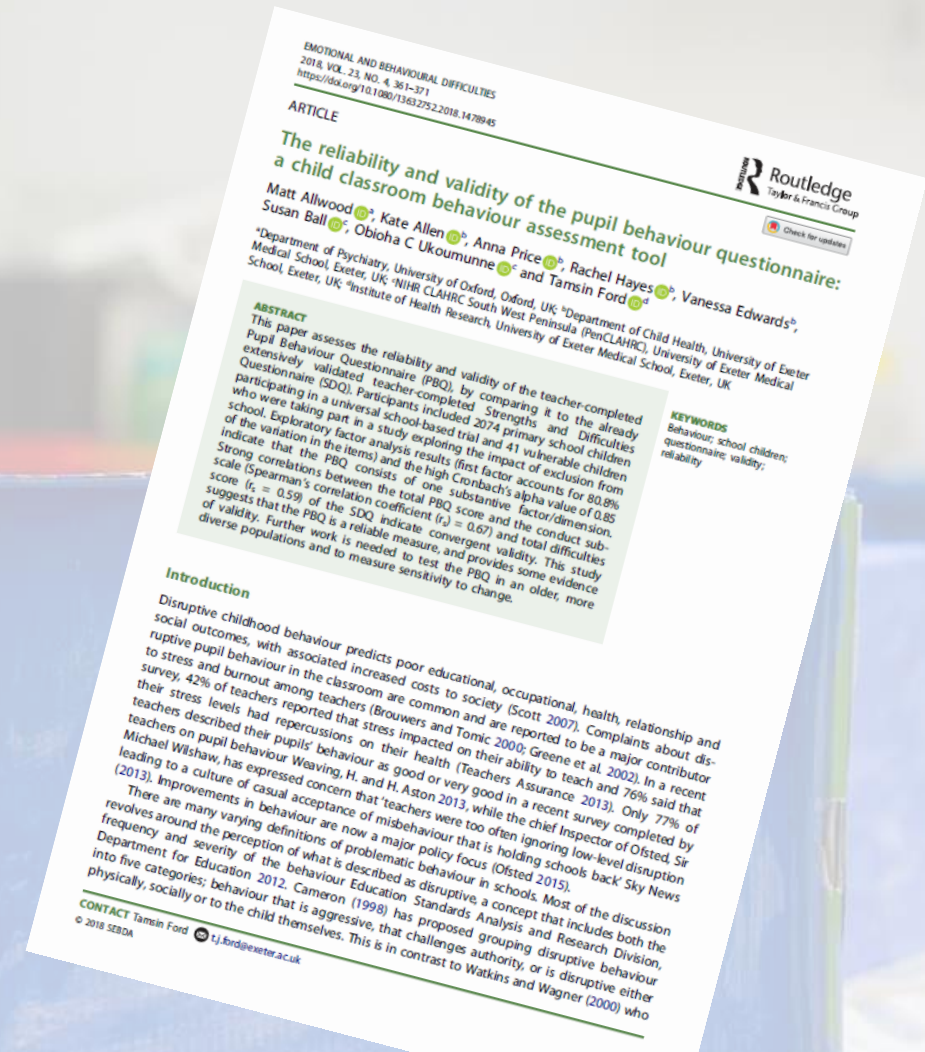 EMOTIONAL AND BEHAVIOURAL DIFFICULTIES
2018, VOL. 23, NO. 4, 361–371
https://doi.org/10.1080/13632752.2018.1478945
Routledge
Taylor & Francis Group
ROUTLEDGE
ARTICLE
Check for updates
The reliability and validity of the pupil behaviour questionnaire:
a child classroom behaviour assessment tool
Matt Allwood iD a, Kate Allen iD b, Anna Price iD b, Rachel Hayes iD b, Vanessa Edwards b,
Susan Ball iD c, Obioha C Ukoumunne iD c and Tamsin Ford iD d
aDepartment of Psychiatry, University of Oxford, Oxford, UK; bDepartment of Child Health, University of Exeter
Medical School, Exeter, UK; cNIHR CLAHRC South West Peninsula (PenCLAHRC), University of Exeter Medical
School, Exeter, UK; dInstitute of Health Research, University of Exeter Medical School, Exeter, UK
ABSTRACT
This paper assesses the reliability and validity of the teacher-completed
Pupil Behaviour Questionnaire (PBQ), by comparing it to the already
extensively validated teacher-completed Strengths and Difficulties
Questionnaire (SDQ). Participants included 2074 primary school children
participating in a universal school-based trial and 41 vulnerable children
who were taking part in a study exploring the impact of exclusion from
school. Exploratory factor analysis results (first factor accounts for 80.8%
of the variation in the items) and the high Cronbach's alpha value of 0.85
indicate that the PBQ consists of one substantive factor/dimension.
Strong correlations between the total PBQ score and the conduct sub-
scale (Spearman's correlation coefficient (rs) = 0.67) and total difficulties
score (rs = 0.59) of the SDQ indicate convergent validity. This study
suggests that the PBQ is a reliable measure, and provides some evidence
of validity. Further work is needed to test the PBQ in an older, more
diverse populations and to measure sensitivity to change.
KEYWORDS
Behaviour; school children;
questionnaire; validity;
reliability
Introduction
Disruptive childhood behaviour predicts poor educational, occupational, health, relationship and
social outcomes, with associated increased costs to society (Scott 2007). Complaints about dis-
ruptive pupil behaviour in the classroom are common and are reported to be a major contributor
to stress and burnout among teachers (Brouwers and Tomic 2000; Greene et al. 2002). In a recent
survey, 42% of teachers reported that stress impacted on their ability to teach and 76% said that
their stress levels had repercussions on their health (Teachers Assurance 2013). Only 77% of
teachers described their pupils' behaviour as good or very good in a recent survey completed by
teachers on pupil behaviour Weaving, H. and H. Aston 2013, while the chief Inspector of Ofsted, Sir
Michael Wilshaw, has expressed concern that 'teachers were too often ignoring low-level disruption
leading to a culture of casual acceptance of misbehaviour that is holding schools back' Sky News
(2013). Improvements in behaviour are now a major policy focus (Ofsted 2015).
There are many varying definitions of problematic behaviour in schools. Most of the discussion
revolves around the perception of what is described as disruptive, a concept that includes both the
frequency and severity of the behaviour Education Standards Analysis and Research Division,
Department for Education 2012. Cameron (1998) has proposed grouping disruptive behaviour
into five categories; behaviour that is aggressive, that challenges authority, or is disruptive either
physically, socially or to the child themselves. This is in contrast to Watkins and Wagner (2000) who
CONTACT Tamsin Ford t.j.ford@exeter.ac.uk
© 2018 SEBDA